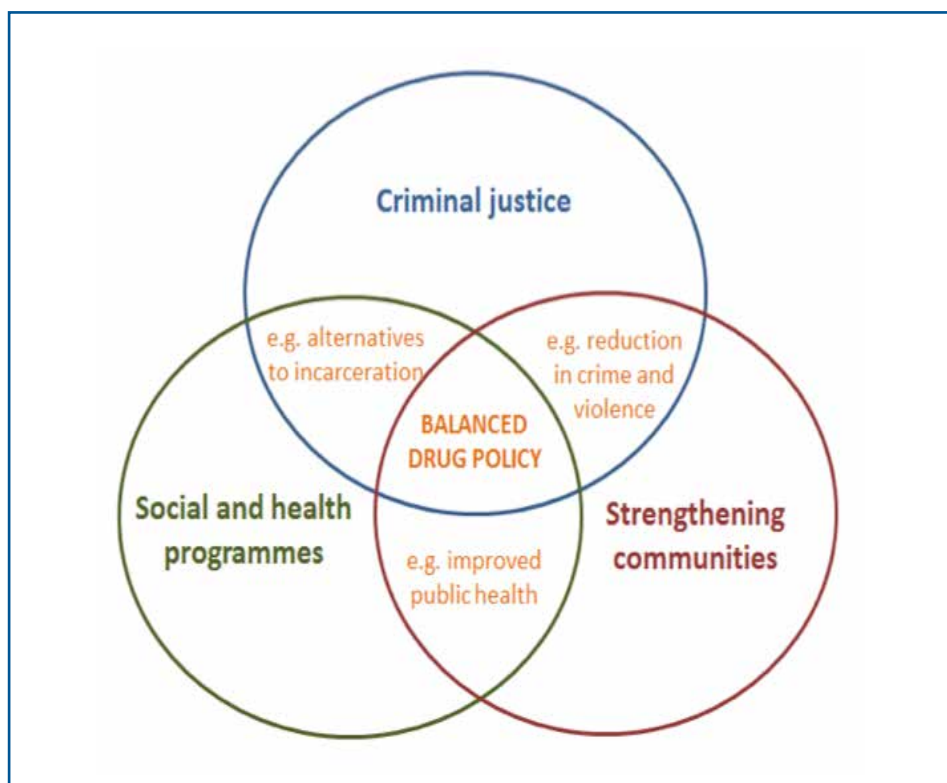 Criminal justice
e.g. alternatives
to incarceration
e.g. reduction
in crime and
violence
BALANCED
DRUG POLICY
Social and health
programmes
Strengthening
communities
e.g. improved
public health